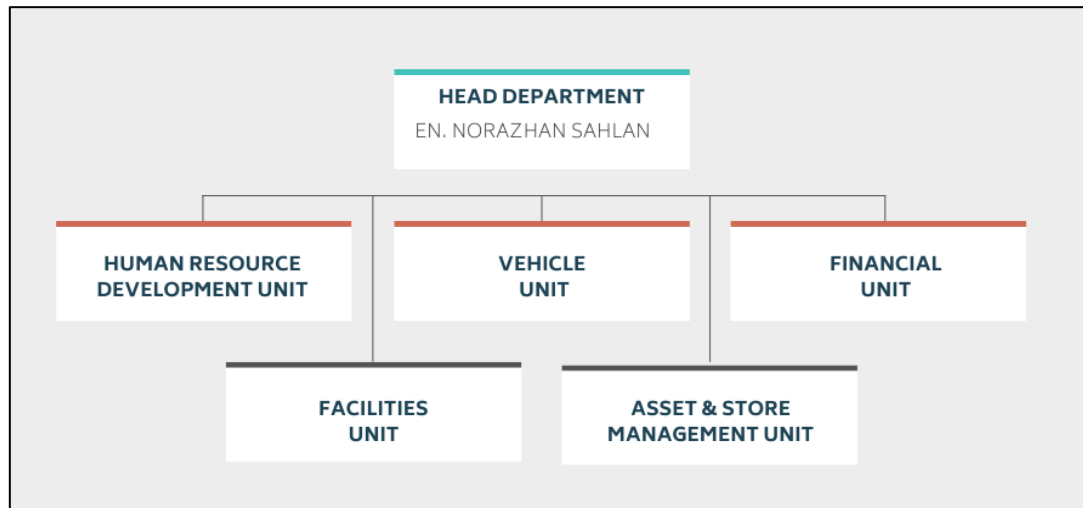 HEAD DEPARTMENT
EN. NORAZHAN SAHLAN
HUMAN RESOURCE
DEVELOPMENT UNIT
VEHICLE
UNIT
FINANCIAL
UNIT
FACILITIES
UNIT
ASSET & STORE
MANAGEMENT UNIT